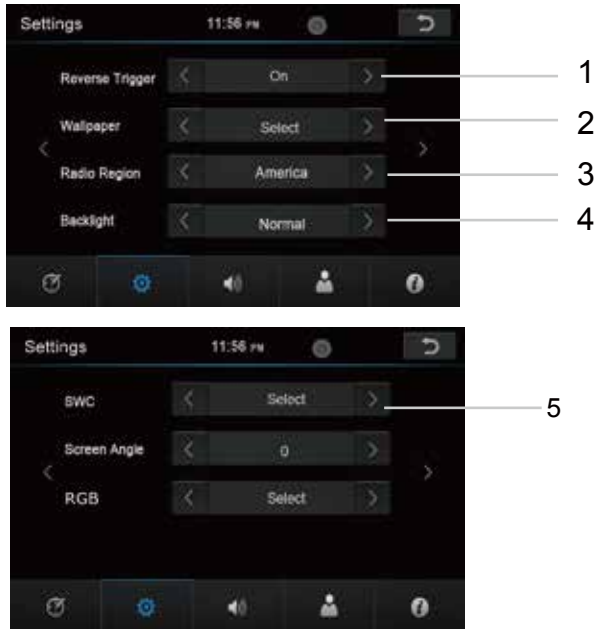 Settings 11:56 PM
Reverse Trigger On 1
Wallpaper Select 2
Radio Region America 3
Backlight Normal 4
Settings 11:56 PM
SWC Select 5
Screen Angle 0
RGB Select